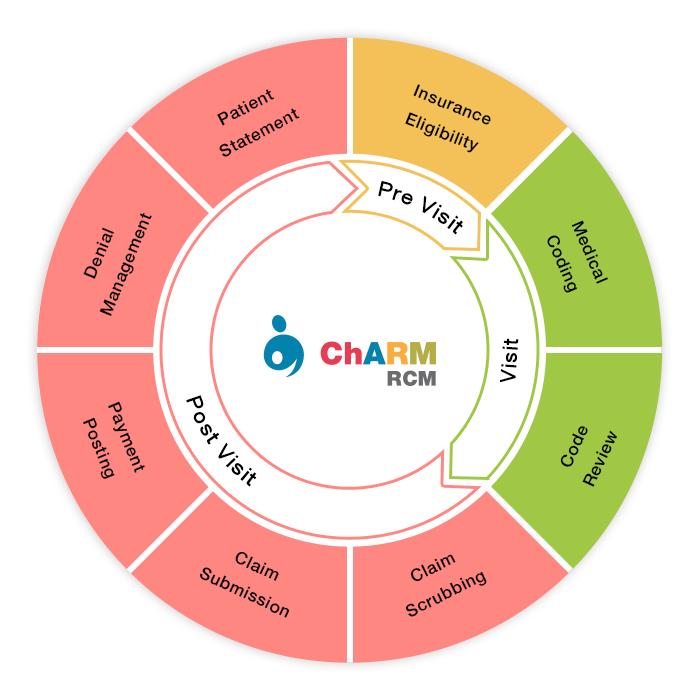 Insurance
Eligibility
Medical
Coding
Code
Review
Claim
Scrubbing
Claim
Submission
Payment
Posting
Denial
Management
Patient
Statement
Pre Visit
Visit
Post Visit
ChARM
RCM